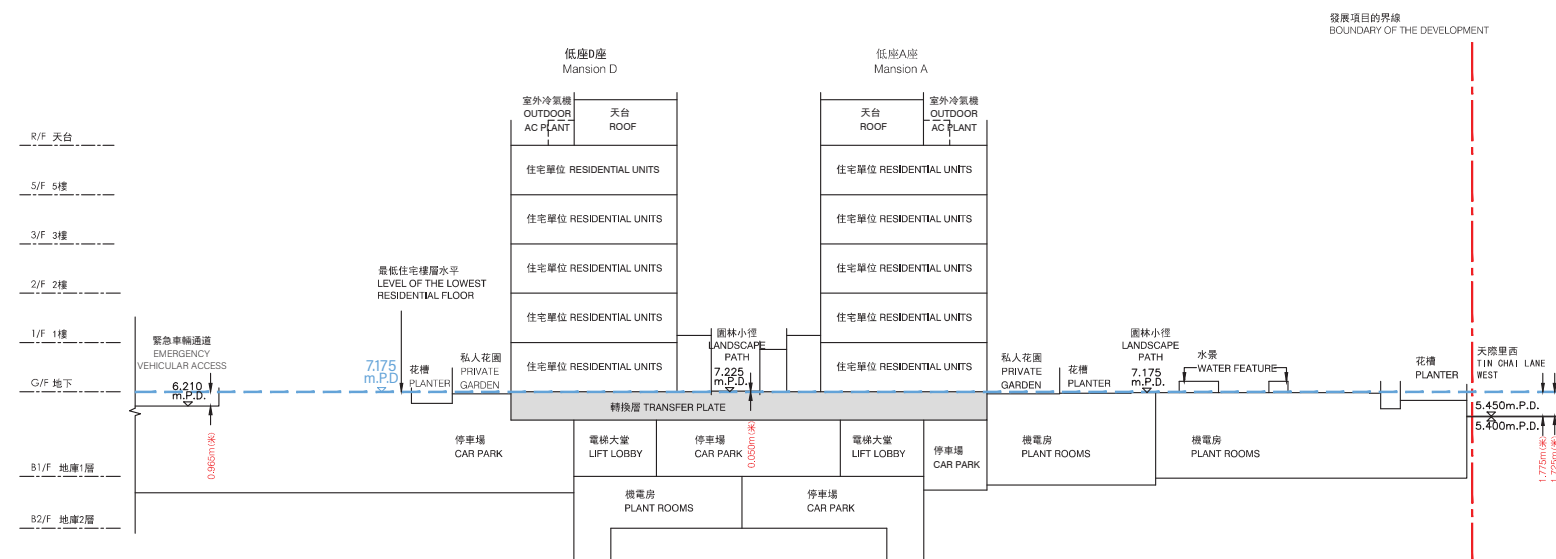 發展項目的界線
BOUNDARY OF THE DEVELOPMENT
低座D座
Mansion D
低座A座
Mansion A
室外冷氣機
OUTDOOR
AC PLANT
天台
ROOF
天台
ROOF
室外冷氣機
OUTDOOR
AC PLANT
R/F 天台
住宅單位 RESIDENTIAL UNITS
住宅單位 RESIDENTIAL UNITS
5/F 5樓
住宅單位 RESIDENTIAL UNITS
住宅單位 RESIDENTIAL UNITS
3/F 3樓
住宅單位 RESIDENTIAL UNITS
住宅單位 RESIDENTIAL UNITS
2/F 2樓
最低住宅樓層水平
LEVEL OF THE LOWEST
RESIDENTIAL FLOOR
住宅單位 RESIDENTIAL UNITS
住宅單位 RESIDENTIAL UNITS
1/F 1樓
緊急車輛通道
EMERGENCY
VEHICULAR ACCESS
6.210
m.P.D.
7.175
m.P.D
花槽
PLANTER
私人花園
PRIVATE
GARDEN
住宅單位 RESIDENTIAL UNITS
園林小徑
LANDSCAPE
PATH
7.225
m.P.D.
住宅單位 RESIDENTIAL UNITS
私人花園
PRIVATE
GARDEN
花槽
PLANTER
園林小徑
LANDSCAPE
PATH
7.175
m.P.D.
水景
WATER FEATURE
花槽
PLANTER
天際里西
TIN CHAI LANE
WEST
G/F 地下
轉換層 TRANSFER PLATE
5.450m.P.D.
5.400m.P.D.
0.965m(米)
0.050m(米)
1.775m(米)
1.725m(米)
停車場
CAR PARK
電梯大堂
LIFT LOBBY
停車場
CAR PARK
電梯大堂
LIFT LOBBY
停車場
CAR PARK
機電房
PLANT ROOMS
機電房
PLANT ROOMS
B1/F 地庫1層
機電房
PLANT ROOMS
停車場
CAR PARK
B2/F 地庫2層